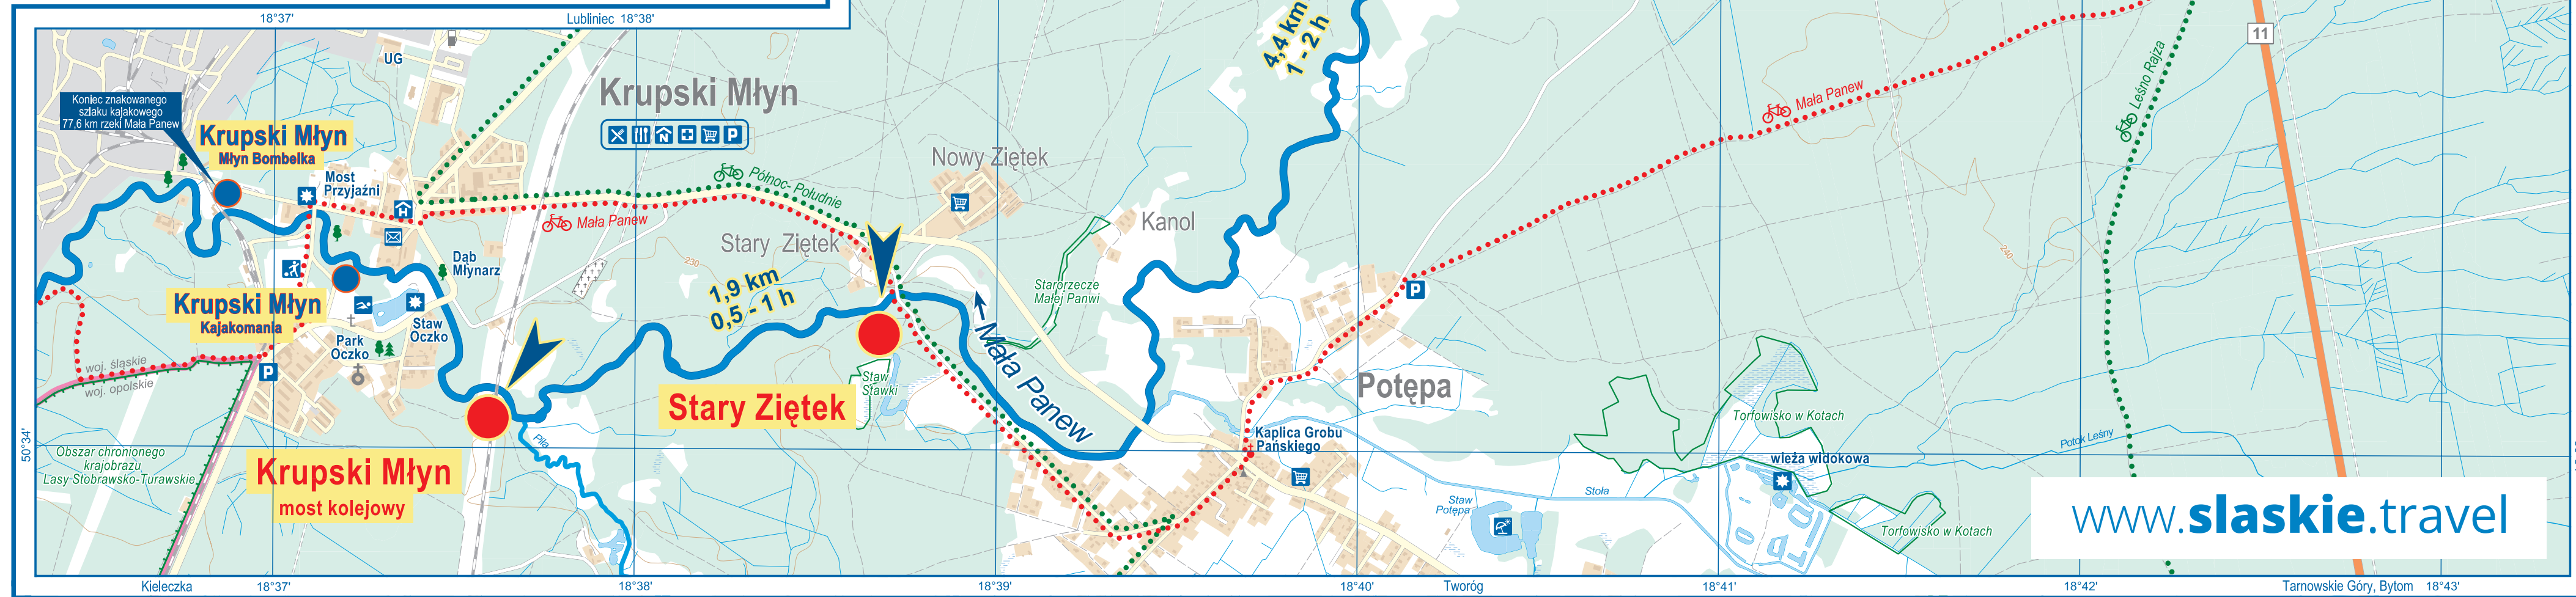 18°37'
Lubliniec 18°38'
4,4 km
1 - 2 h
11
UG
Krupski Młyn
Mała Panew
Leśno Rajza
Koniec znakowanego
szlaku kajakowego
77,6 km rzeki Mała Panew
Krupski Młyn
Młyn Bombelka
P
Most
Przyjaźni
Północ- Południe
Nowy Ziętek
Mała Panew
Stary Ziętek
Kanol
Dąb
Młynarz
230
240
1,9 km
0,5 - 1 h
Starorzecze
Małej Panwi
P
Krupski Młyn
Kajakomania
Staw
Oczko
Park
Oczko
Mała Panew
woj. śląskie
woj. opolskie
P
Staw
Stawki
Potępa
Stary Ziętek
Torfowisko w Kotach
50°34'
Piła
Kaplica Grobu
Pańskiego
Potok Leśny
Obszar chronionego
krajobrazu
Lasy Stobrawsko-Turawskie
Krupski Młyn
most kolejowy
wieża widokowa
Stoła
Staw
Potępa
Torfowisko w Kotach
www.slaskie.travel
Kieleczka
18°37'
18°38'
18°39'
18°40'
Tworóg
18°41'
18°42'
Tarnowskie Góry, Bytom 18°43'